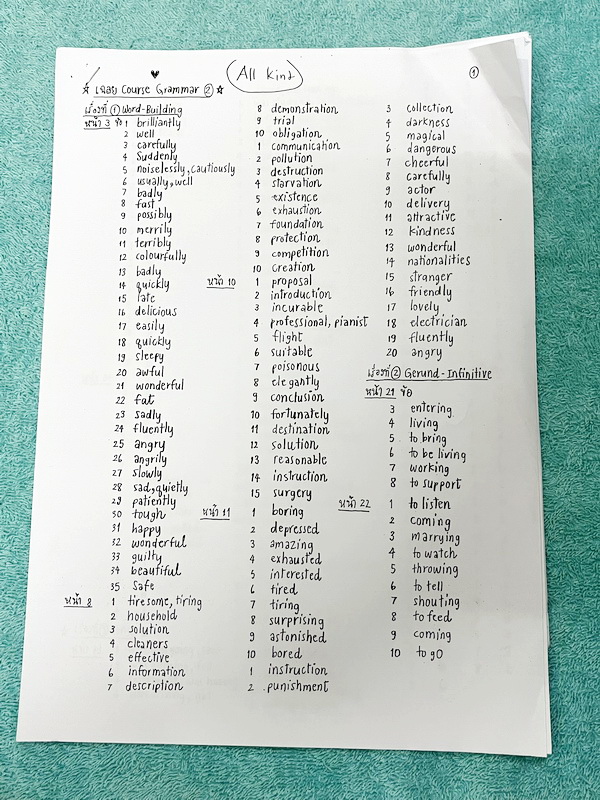 All Kind
1
☆ เฉลย Course Grammar 2 ☆
เรื่องที่ 1 Word-Building
หน้า 3 ข้อ 1 brilliantly
2 well
3 carefully
4 Suddenly
5 noiselessly, cautiously
6 usually, well
7 badly
8 fast
9 possibly
10 merrily
11 terribly
12 colourfully
13 badly
14 quickly
15 late
16 delicious
17 easily
18 quickly
19 sleepy
20 awful
21 wonderful
22 fat
23 sadly
24 fluently
25 angry
26 angrily
27 slowly
28 sad, quietly
29 patiently
30 tough
31 happy
32 wonderful
33 guilty
34 beautiful
35 Safe
หน้า 8 1 tiresome, tiring
2 household
3 solution
4 cleaners
5 effective
6 information
7 description
8 demonstration
9 trial
10 obligation
1 communication
2 pollution
3 destruction
4 starvation
5 existence
6 exhaustion
7 foundation
8 protection
9 competition
10 creation
หน้า 10 1 proposal
2 introduction
3 incurable
4 professional, pianist
5 flight
6 suitable
7 poisonous
8 elegantly
9 conclusion
10 fortunately
11 destination
12 solution
13 reasonable
14 instruction
15 surgery
หน้า 11 1 boring
2 depressed
3 amazing
4 exhausted
5 interested
6 tired
7 tiring
8 surprising
9 astonished
10 bored
1 instruction
2 punishment
3 collection
4 darkness
5 magical
6 dangerous
7 cheerful
8 carefully
9 actor
10 delivery
11 attractive
12 kindness
13 wonderful
14 nationalities
15 stranger
16 friendly
17 lovely
18 electrician
19 fluently
20 angry
เรื่องที่ 2 Gerund-Infinitive
หน้า 21 ข้อ
3 entering
4 living
5 to bring
6 to be living
7 working
8 to support
หน้า 22 1 to listen
2 coming
3 marrying
4 to watch
5 throwing
6 to tell
7 shouting
8 to feed
9 coming
10 to go